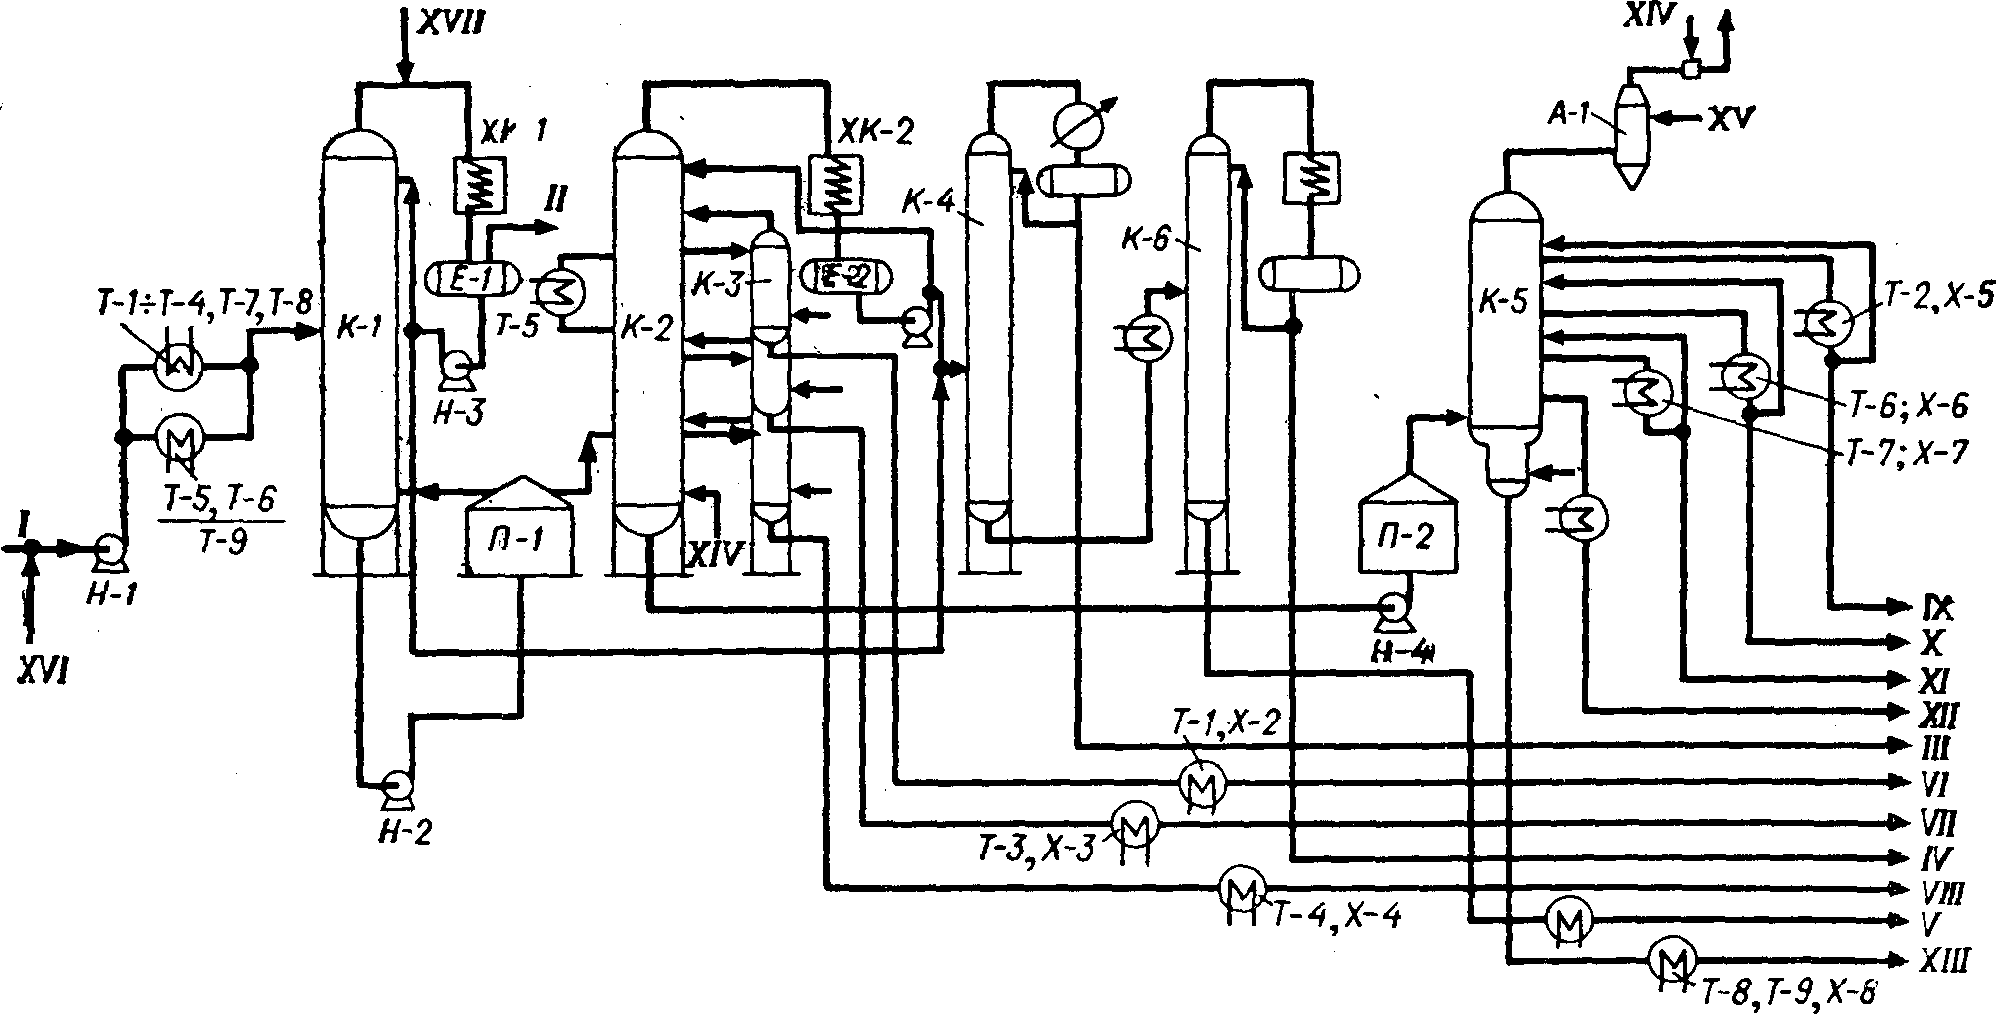 XVII
XIV
А-1
XV
ХК-1
ХК-2
II
К-4
К-6
Т-1÷Т-4, Т-7, Т-8
К-1
Е-1
Т-5
К-2
К-3
Е-2
К-5
Т-2, Х-5
Н-3
Т-6; Х-6
Т-7; Х-7
Т-5, Т-6
Т-9
I
П-1
XIV
П-2
Н-1
XVI
Н-4
IX
X
XI
XII
Т-1, Х-2
III
VI
Н-2
Т-3, Х-3
VII
IV
Т-4, Х-4
VIII
V
XIII
Т-8, Т-9, Х-8